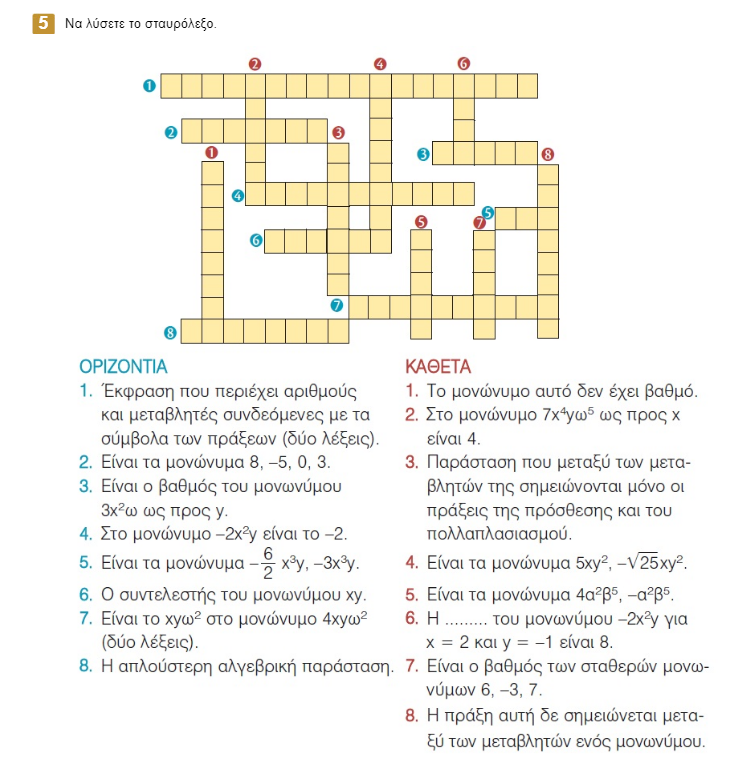 5 Να λύσετε το σταυρόλεξο.
2 4 6
1
2 3
1 3 8
4
5
5 7
6
7
8
ΟΡΙΖΟΝΤΙΑ
1. Έκφραση που περιέχει αριθμούς
και μεταβλητές συνδεόμενες με τα
σύμβολα των πράξεων (δύο λέξεις).
2. Είναι τα μονώνυμα 8, –5, 0, 3.
3. Είναι ο βαθμός του μονωνύμου
3x²ω ως προς y.
4. Στο μονώνυμο –2x²y είναι το –2.
5. Είναι τα μονώνυμα –6/2 x³y, –3x³y.
6. Ο συντελεστής του μονωνύμου xy.
7. Είναι το xyω² στο μονώνυμο 4xyω²
(δύο λέξεις).
8. Η απλούστερη αλγεβρική παράσταση.
ΚΑΘΕΤΑ
1. Το μονώνυμο αυτό δεν έχει βαθμό.
2. Στο μονώνυμο 7x⁴yω⁵ ως προς x
είναι 4.
3. Παράσταση που μεταξύ των μετα-
βλητών της σημειώνονται μόνο οι
πράξεις της πρόσθεσης και του
πολλαπλασιασμού.
4. Είναι τα μονώνυμα 5xy², –√25xy².
5. Είναι τα μονώνυμα 4α²β⁵, –α²β⁵.
6. Η ......... του μονωνύμου –2x²y για
x = 2 και y = –1 είναι 8.
7. Είναι ο βαθμός των σταθερών μονω-
νύμων 6, –3, 7.
8. Η πράξη αυτή δε σημειώνεται μετα-
ξύ των μεταβλητών ενός μονωνύμου.